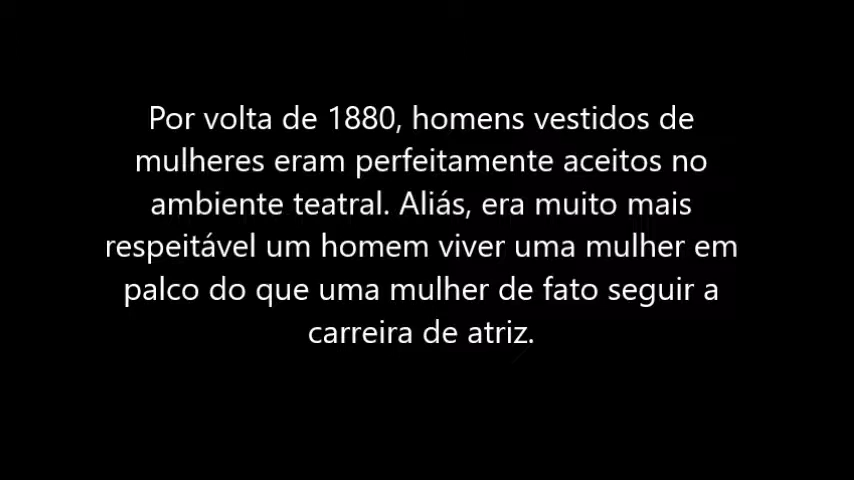 Por volta de 1880, homens vestidos de
mulheres eram perfeitamente aceitos no
ambiente teatral. Aliás, era muito mais
respeitável um homem viver uma mulher em
palco do que uma mulher de fato seguir a
carreira de atriz.